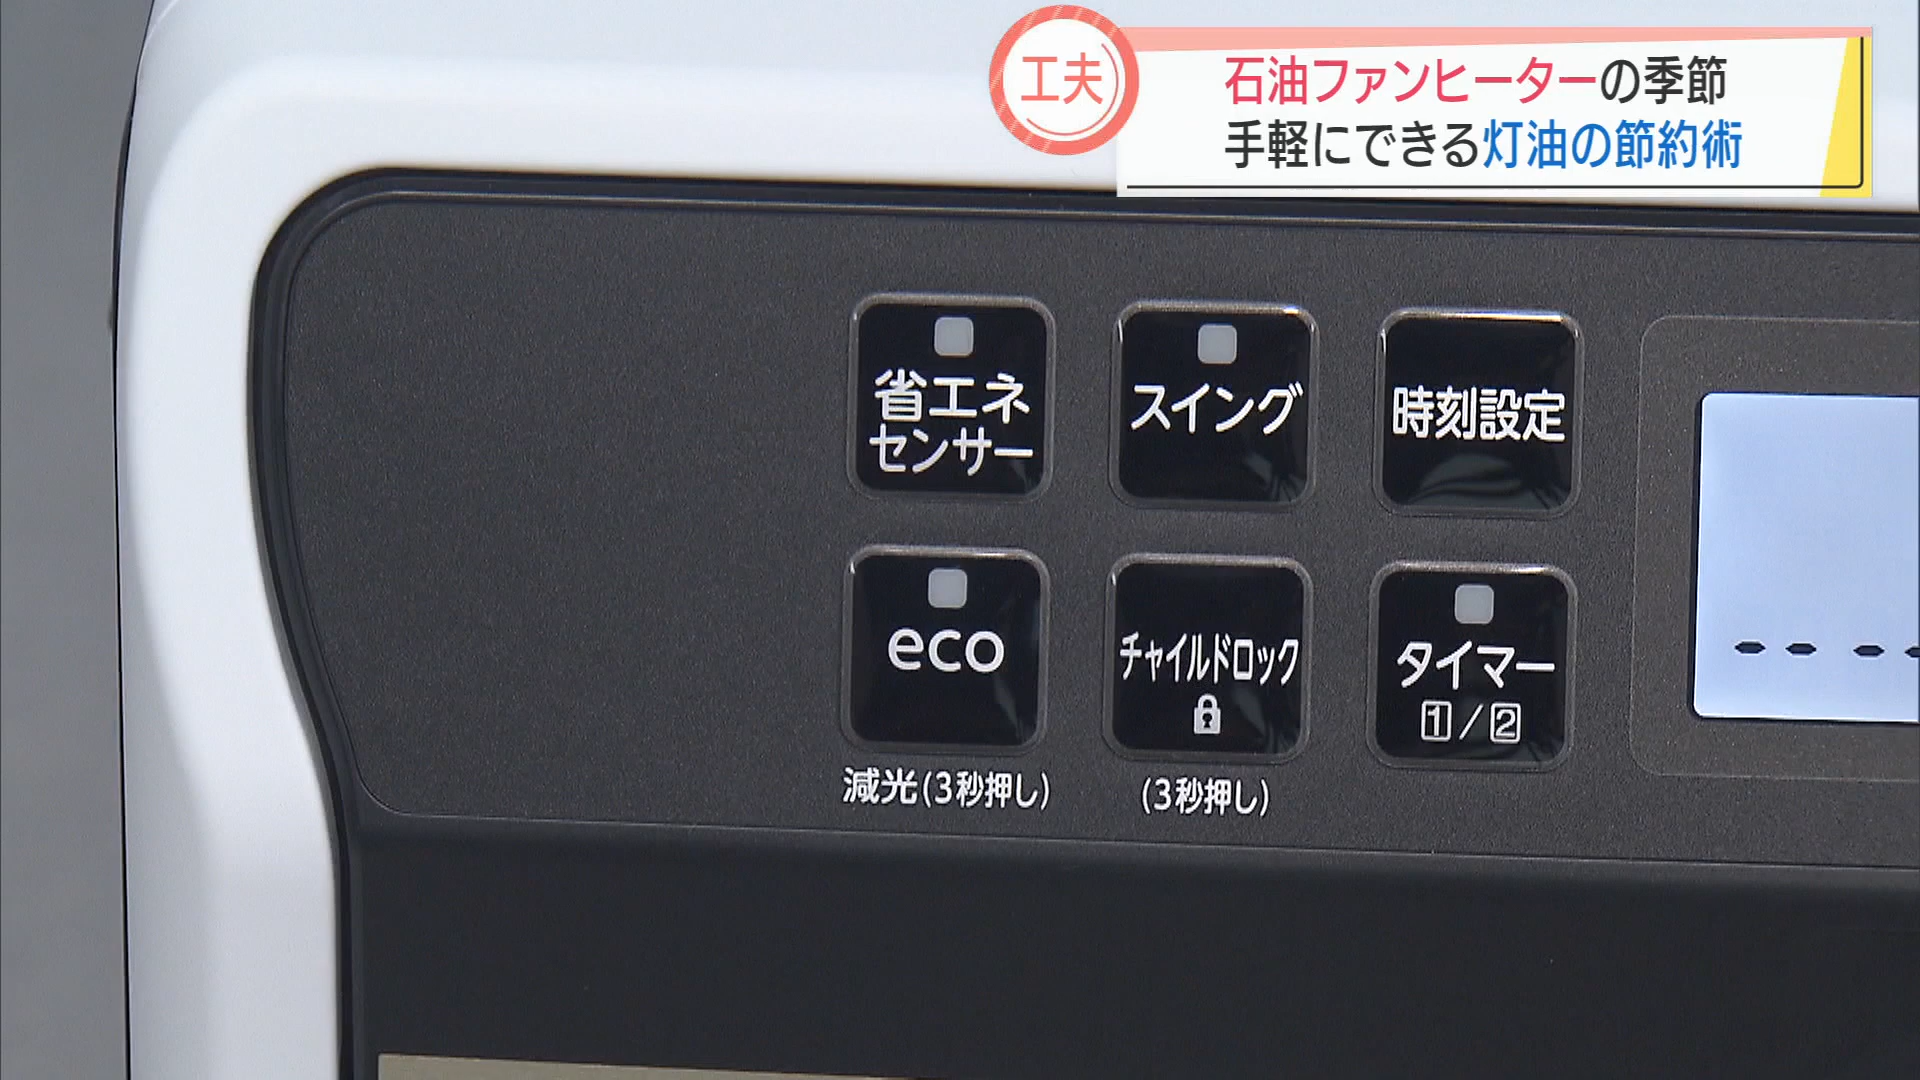 工夫
石油ファンヒーターの季節
手軽にできる灯油の節約術
省エネ
センサー
スイング
時刻設定
eco
チャイルドロック
タイマー
1/2
減光(3秒押し)
(3秒押し)